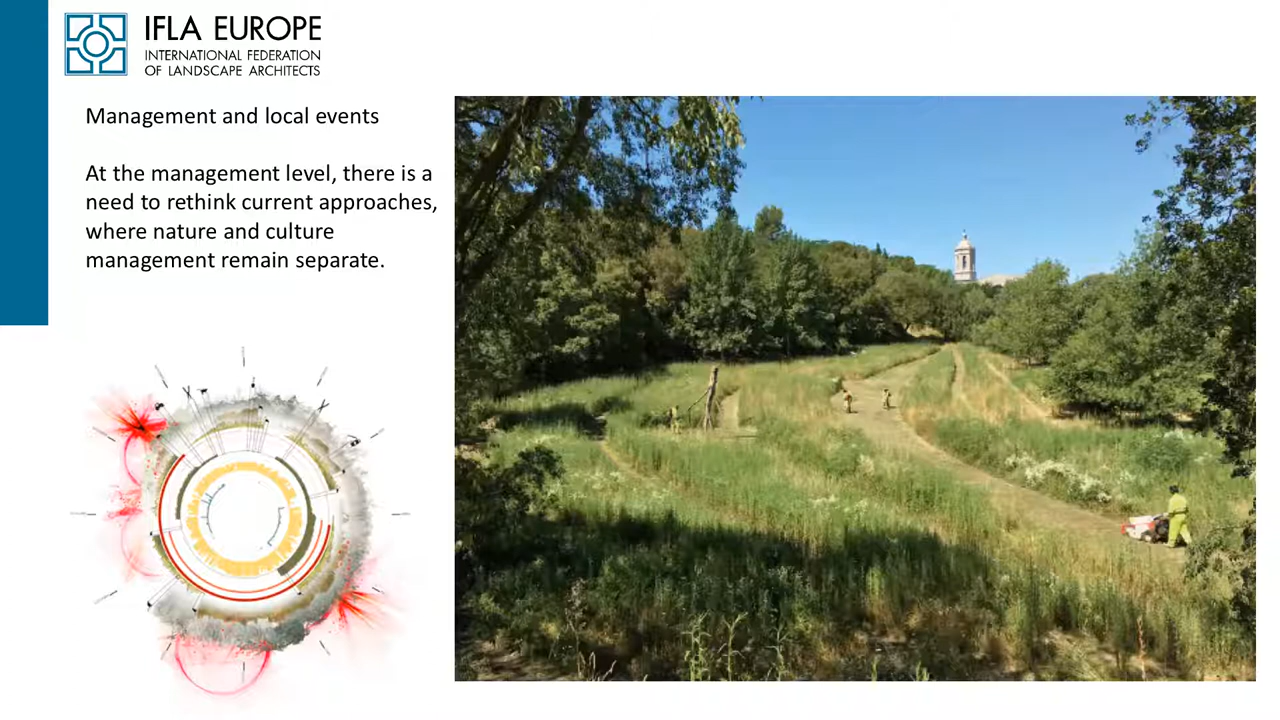 IFLA EUROPE
INTERNATIONAL FEDERATION
OF LANDSCAPE ARCHITECTS
Management and local events
At the management level, there is a
need to rethink current approaches,
where nature and culture
management remain separate.